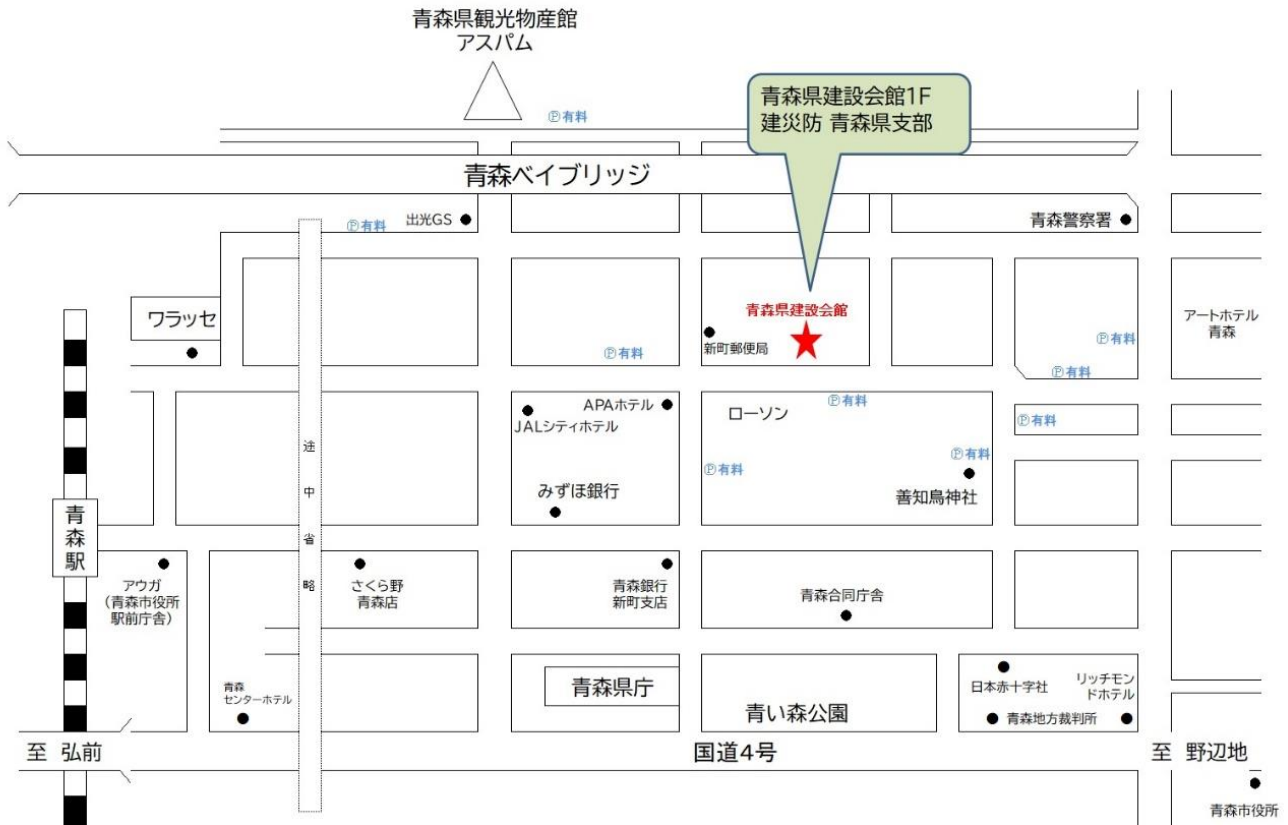 青森県観光物産館
アスパム
Ⓟ有料
青森県建設会館1F
建災防 青森県支部
青森ベイブリッジ
Ⓟ有料
出光GS
青森警察署
ワラッセ
青森県建設会館
新町郵便局
Ⓟ有料
Ⓟ有料
Ⓟ有料
アートホテル
青森
JALシティホテル
APAホテル
ローソン
Ⓟ有料
Ⓟ有料
Ⓟ有料
Ⓟ有料
みずほ銀行
善知鳥神社
途中省略
青森駅
アウガ
(青森市役所
駅前庁舎)
さくら野
青森店
青森銀行
新町支店
青森合同庁舎
青森
センターホテル
青森県庁
青い森公園
日本赤十字社
リッチモン
ドホテル
青森地方裁判所
至 弘前
国道4号
至 野辺地
青森市役所